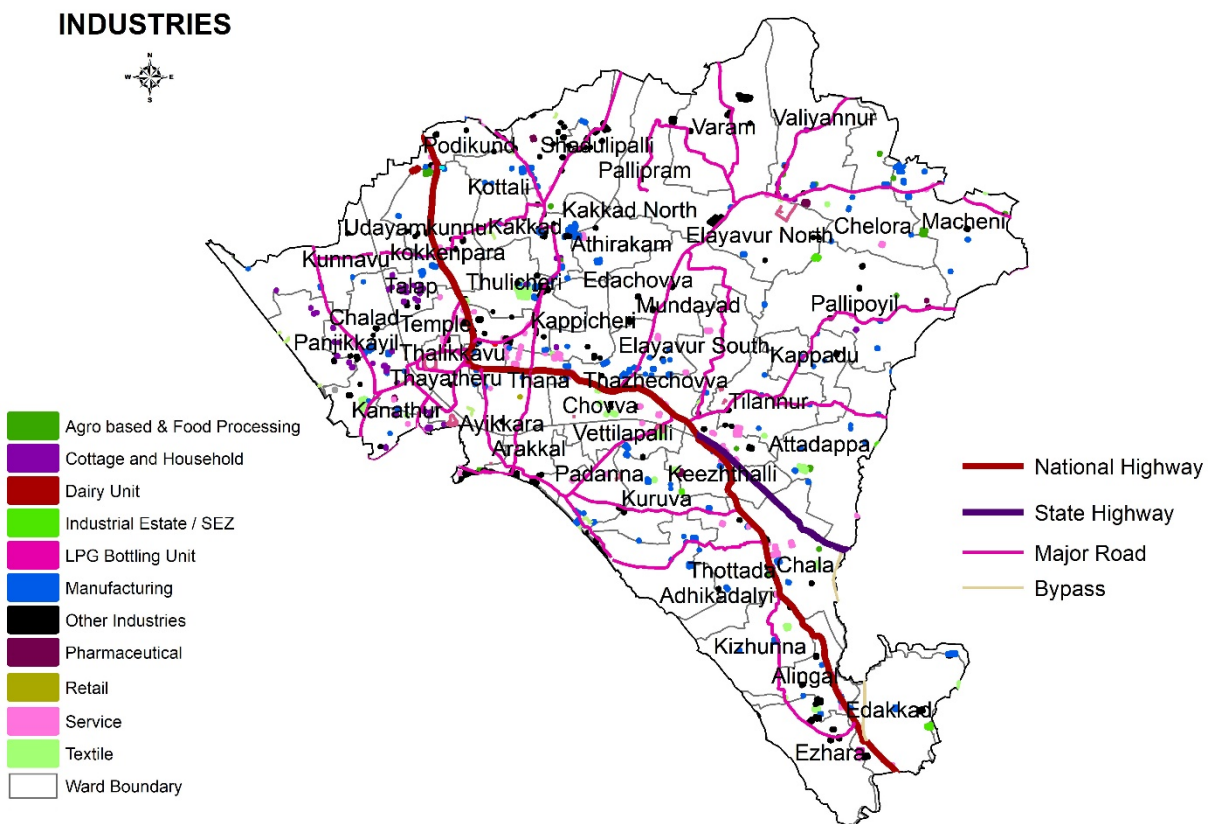 INDUSTRIES
N
W E
S
Podikund
Shadulipalli
Varam
Valiyannur
Pallipram
Kottali
Kakkad North
Udayamkunnu
Kakkad
Athirakam
Elayavur North
Chelora
Macheni
Kunnavu
kokkenpara
Talap
Thulicheri
Edachovva
Mundayad
Pallipoyil
Chalad
Temple
Kappicheri
Panjikkayil
Thalikkavu
Elayavur South
Kappadu
Thayatheru
Thana
Thazhechovva
Kanathur
Chovva
Tilannur
Ayikkara
Vettilapalli
Attadappa
Arakkal
Padanna
Keezhthalli
Kuruva
Thottada
Chala
Adhikadalyi
Kizhunna
Alingal
Edakkad
Ezhara
Agro based & Food Processing
Cottage and Household
Dairy Unit
Industrial Estate / SEZ
LPG Bottling Unit
Manufacturing
Other Industries
Pharmaceutical
Retail
Service
Textile
Ward Boundary
National Highway
State Highway
Major Road
Bypass